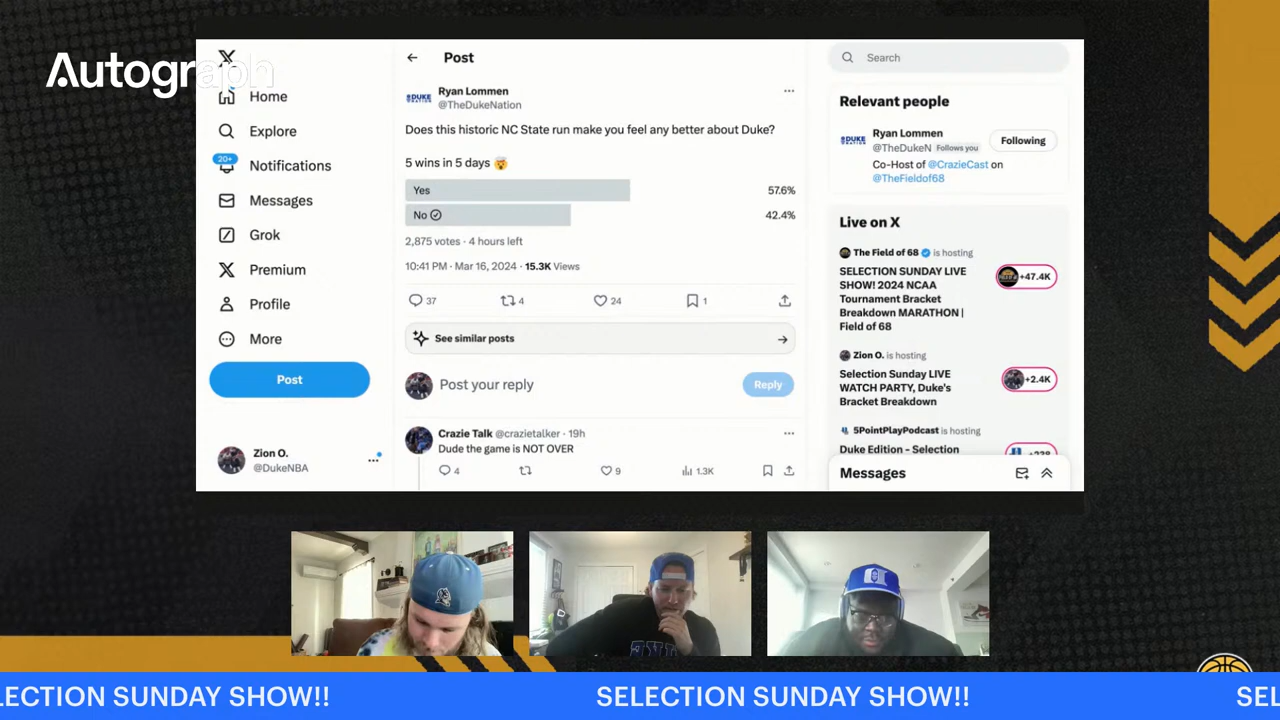 Autograph
Home
Explore
20+
Notifications
Messages
Grok
Premium
Profile
More
Post
Zion O.
@DukeNBA
Post
DUKE
Ryan Lommen
@TheDukeNation
Does this historic NC State run make you feel any better about Duke?
5 wins in 5 days
Yes 57.6%
No 42.4%
2,875 votes · 4 hours left
10:41 PM · Mar 16, 2024 · 15.3K Views
37 4 24 1
See similar posts
Post your reply
Reply
Crazie Talk @crazietalker · 19h
Dude the game is NOT OVER
4 9 1.3K
Search
Relevant people
DUKE
Ryan Lommen
@TheDukeN Follows you
Following
Co-Host of @CrazieCast on
@TheFieldof68
Live on X
The Field of 68 is hosting
SELECTION SUNDAY LIVE
SHOW! 2024 NCAA
Tournament Bracket
Breakdown MARATHON |
Field of 68
+47.4K
Zion O. is hosting
Selection Sunday LIVE
WATCH PARTY, Duke's
Bracket Breakdown
+2.4K
5PointPlayPodcast is hosting
Duke Edition - Selection
Messages
LECTION SUNDAY SHOW!! SELECTION SUNDAY SHOW!! SEL